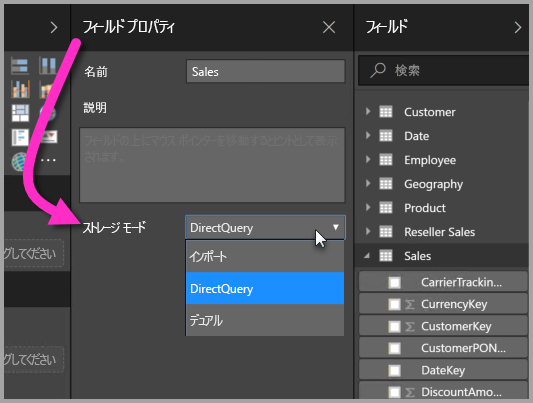 フィールド プロパティ
名前
Sales
説明
フィールドの上にマウス ポインターを移動するとヒントとして表示
されます。
ストレージ モード
DirectQuery
インポート
DirectQuery
デュアル
グしてください
グしてください
フィールド
検索
Customer
Date
Employee
Geography
Product
Reseller Sales
Sales
CarrierTrackin...
CurrencyKey
CustomerKey
CustomerPON...
DateKey
DiscountAmo...